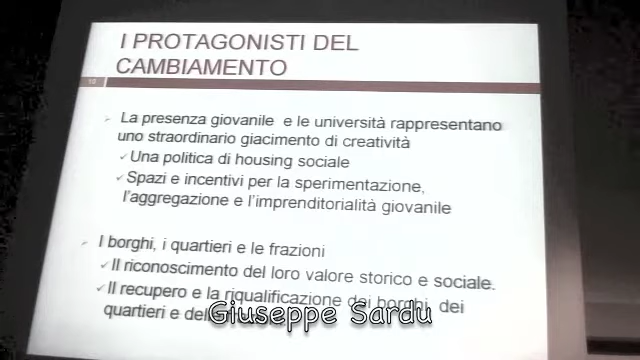 I PROTAGONISTI DEL
CAMBIAMENTO
10
La presenza giovanile e le università rappresentano
uno straordinario giacimento di creatività
✓Una politica di housing sociale
✓Spazi e incentivi per la sperimentazione,
l'aggregazione e l'imprenditorialità giovanile
I borghi, i quartieri e le frazioni
✓Il riconoscimento del loro valore storico e sociale.
✓Il recupero e la riqualificazione dei borghi, dei
quartieri e
Giuseppe Sardu